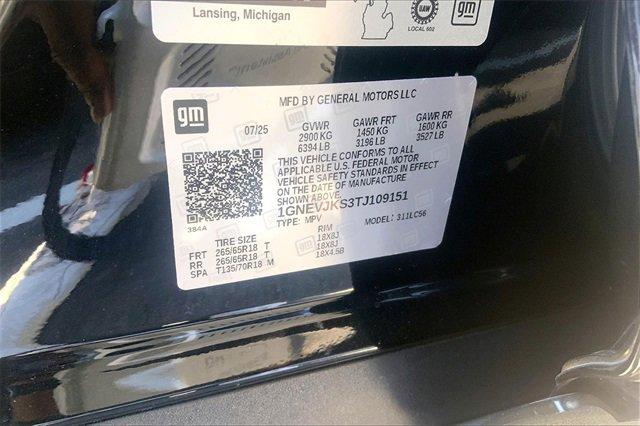 Lansing, Michigan
UAW
LOCAL 602
gm
gm
MFD BY GENERAL MOTORS LLC
07/25
GVWR GAWR FRT GAWR RR
2900 KG 1450 KG 1600 KG
6394 LB 3196 LB 3527 LB
THIS VEHICLE CONFORMS TO ALL
APPLICABLE U.S. FEDERAL MOTOR
VEHICLE SAFETY STANDARDS IN EFFECT
ON THE DATE OF MANUFACTURE
SHOWN ABOVE.
1GNEVJKS3TJ109151
TYPE: MPV MODEL: 311LC56
384A
TIRE SIZE RIM
FRT 265/65R18 T 18X8J
RR 265/65R18 T 18X8J
SPA T135/70R18 M 18X4.5B